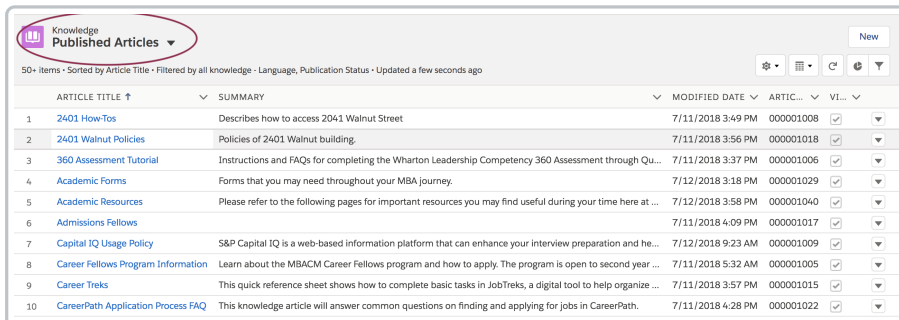 Knowledge
Published Articles
New
50+ items • Sorted by Article Title • Filtered by all knowledge - Language, Publication Status • Updated a few seconds ago
ARTICLE TITLE ↑ SUMMARY MODIFIED DATE ARTIC... VI...
1 2401 How-Tos Describes how to access 2041 Walnut Street 7/11/2018 3:49 PM 000001008
2 2401 Walnut Policies Policies of 2401 Walnut building. 7/11/2018 3:56 PM 000001018
3 360 Assessment Tutorial Instructions and FAQs for completing the Wharton Leadership Competency 360 Assessment through Qu... 7/11/2018 3:37 PM 000001006
4 Academic Forms Forms that you may need throughout your MBA journey. 7/12/2018 3:18 PM 000001029
5 Academic Resources Please refer to the following pages for important resources you may find useful during your time here at ... 7/12/2018 3:58 PM 000001040
6 Admissions Fellows 7/11/2018 4:09 PM 000001017
7 Capital IQ Usage Policy S&P Capital IQ is a web-based information platform that can enhance your interview preparation and he... 7/12/2018 9:23 AM 000001009
8 Career Fellows Program Information Learn about the MBACM Career Fellows program and how to apply. The program is open to second year ... 7/11/2018 5:32 AM 000001005
9 Career Treks This quick reference sheet shows how to complete basic tasks in JobTreks, a digital tool to help organize ... 7/11/2018 3:57 PM 000001015
10 CareerPath Application Process FAQ This knowledge article will answer common questions on finding and applying for jobs in CareerPath. 7/11/2018 4:28 PM 000001022